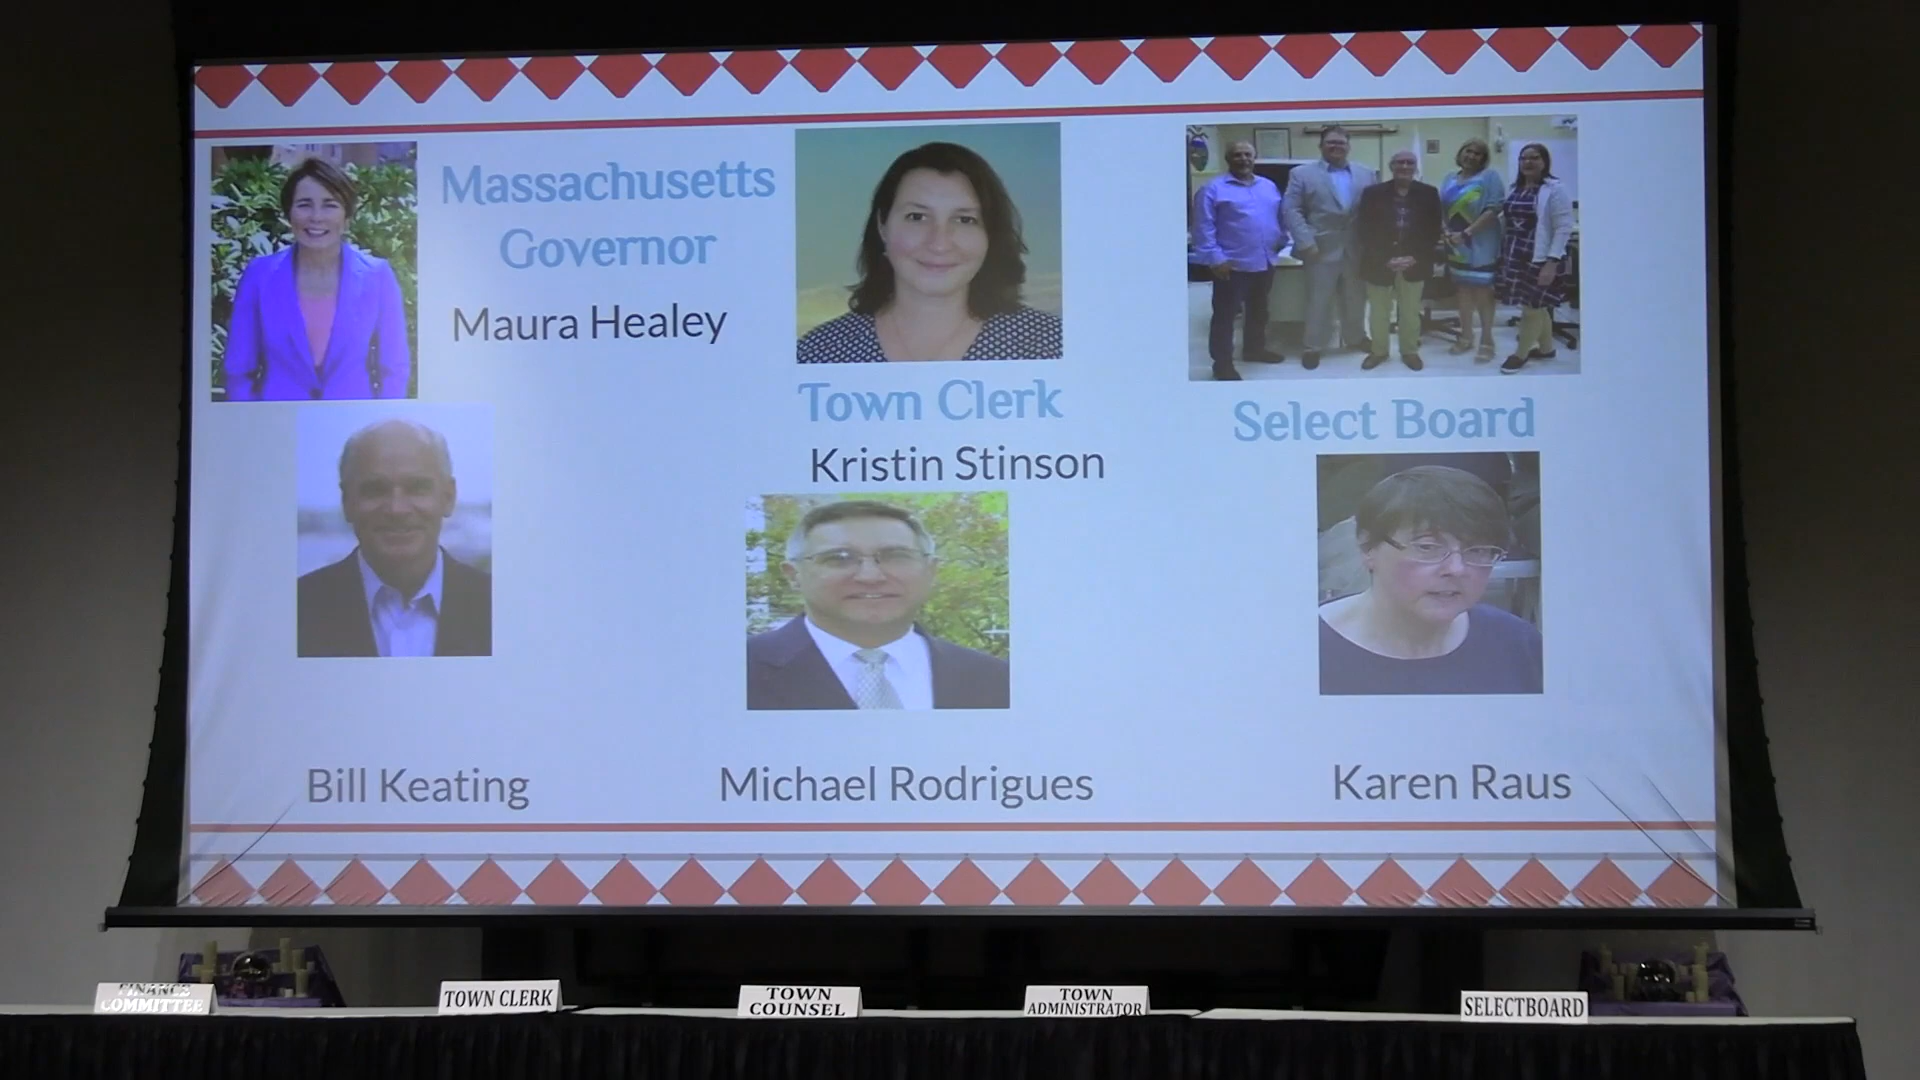 Massachusetts
Governor
Maura Healey
Town Clerk
Kristin Stinson
Select Board
Bill Keating
Michael Rodrigues
Karen Raus
FINANCE
COMMITTEE
TOWN CLERK
TOWN
COUNSEL
TOWN
ADMINISTRATOR
SELECTBOARD